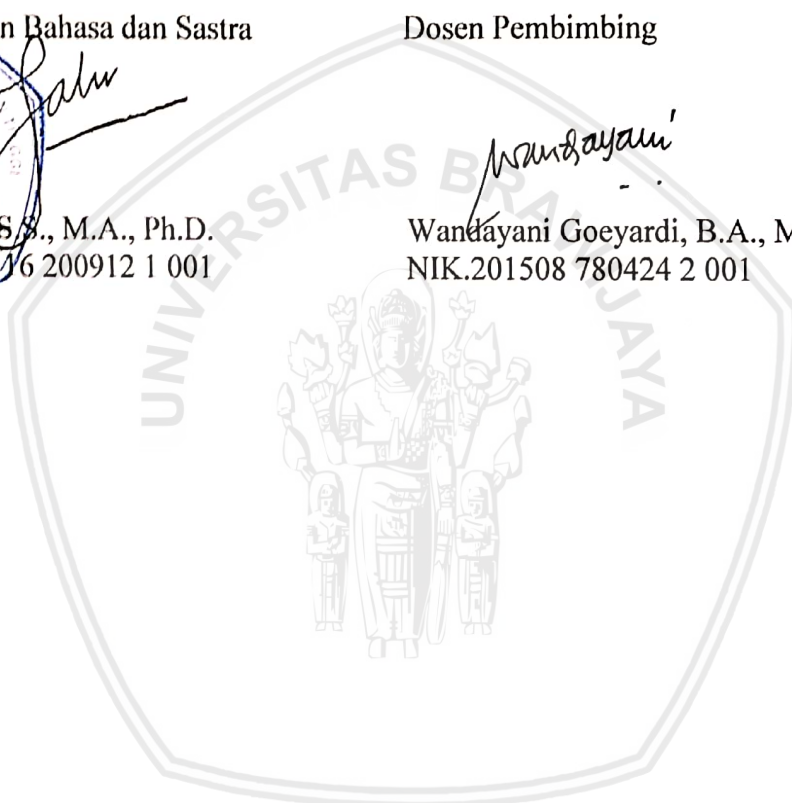 n Bahasa dan Sastra
Dosen Pembimbing
wandayani
S.S., M.A., Ph.D.
Wandayani Goeyardi, B.A., M
16 200912 1 001
NIK.201508 780424 2 001
UNIVERSITAS BRAWIJAYA